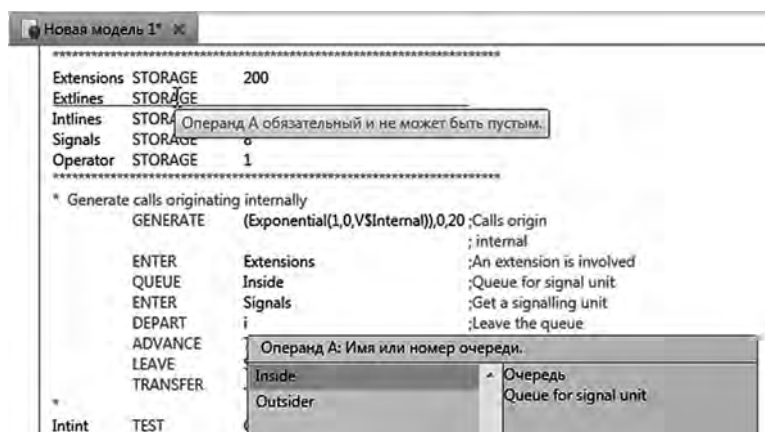 Новая модель 1*
*****************************************************************************
Extensions STORAGE 200
Extlines STORAGE
Intlines STORA
Операнд А обязательный и не может быть пустым.
Signals STORAGE 8
Operator STORAGE 1
*****************************************************************************
* Generate calls originating internally
GENERATE (Exponential(1,0,V$Internal)),0,20 ;Calls origin
; internal
ENTER Extensions ;An extension is involved
QUEUE Inside ;Queue for signal unit
ENTER Signals ;Get a signalling unit
DEPART i ;Leave the queue
ADVANCE
Операнд А: Имя или номер очереди.
LEAVE
Inside Очередь
TRANSFER
Outsider Queue for signal unit
*
Intint TEST